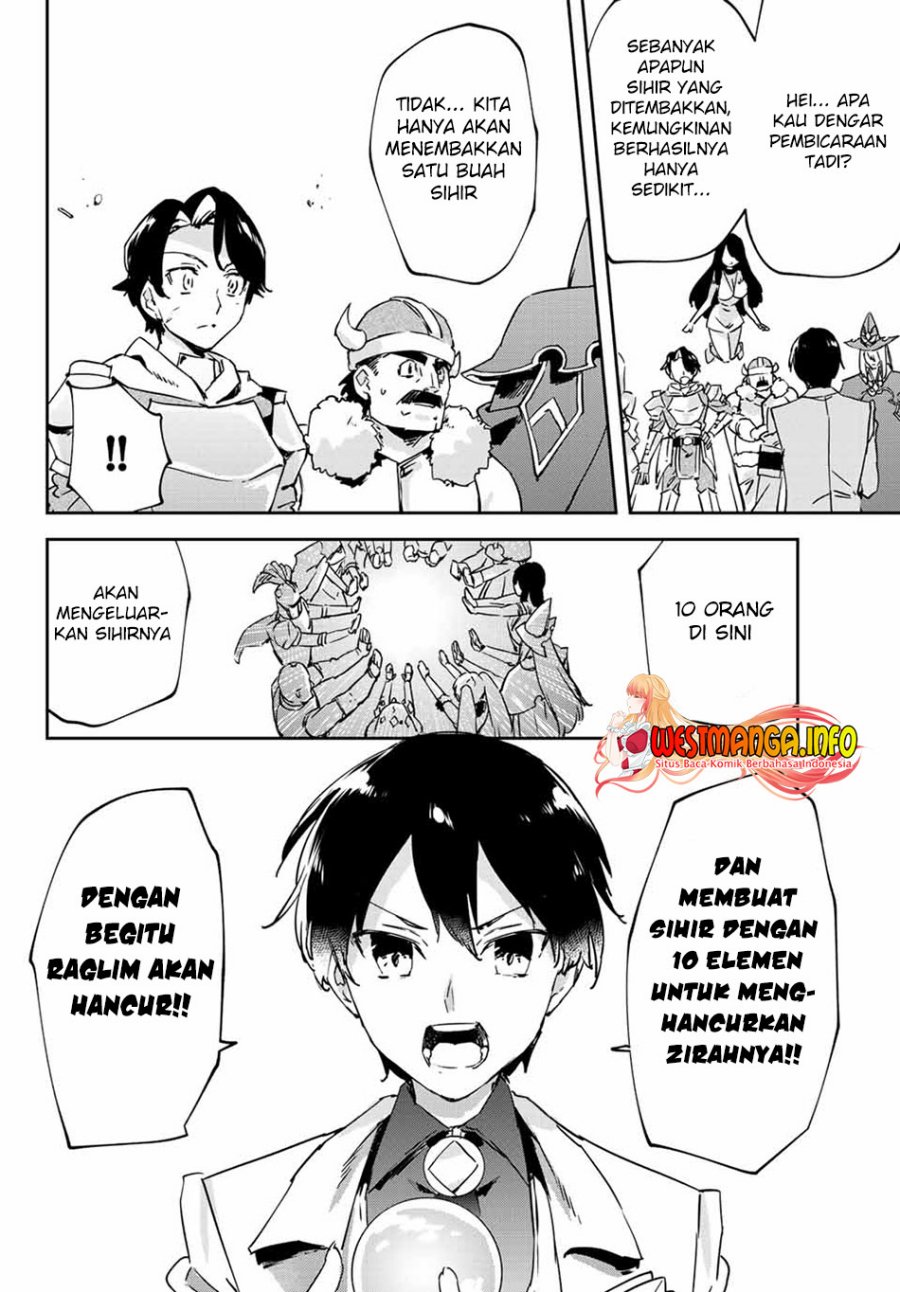 HEI... APA
KAU DENGAR
PEMBICARAAN
TADI?
SEBANYAK
APAPUN
SIHIR YANG
DITEMBAKKAN,
KEMUNGKINAN
BERHASILNYA
HANYA
SEDIKIT...
TIDAK... KITA
HANYA AKAN
MENEMBAKKAN
SATU BUAH
SIHIR
!!
10 ORANG
DI SINI
AKAN
MENGELUAR-
KAN SIHIRNYA
WESTMANGA.INFO
Situs Baca Komik Berbahasa Indonesia
DAN
MEMBUAT
SIHIR DENGAN
10 ELEMEN
UNTUK MENG-
HANCURKAN
ZIRAHNYA!!
DENGAN
BEGITU
RAGLIM AKAN
HANCUR!!